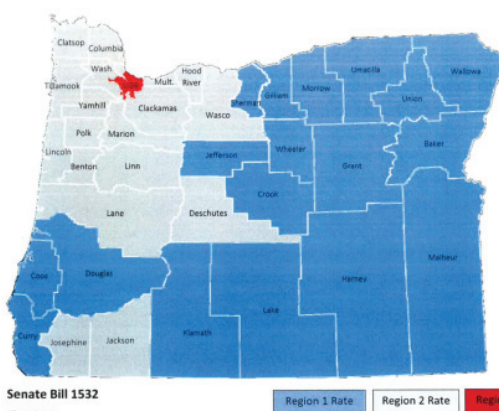 Clatsop
Columbia
Wash.
Tillamook
Mult.
Hood
River
Yamhill
Clackamas
Wasco
Sherman
Gilliam
Morrow
Umatilla
Wallowa
Union
Polk
Marion
Lincoln
Benton
Linn
Jefferson
Wheeler
Grant
Baker
Crook
Lane
Deschutes
Coos
Douglas
Curry
Josephine
Jackson
Klamath
Lake
Harney
Malheur
Senate Bill 1532
Region 1 Rate
Region 2 Rate